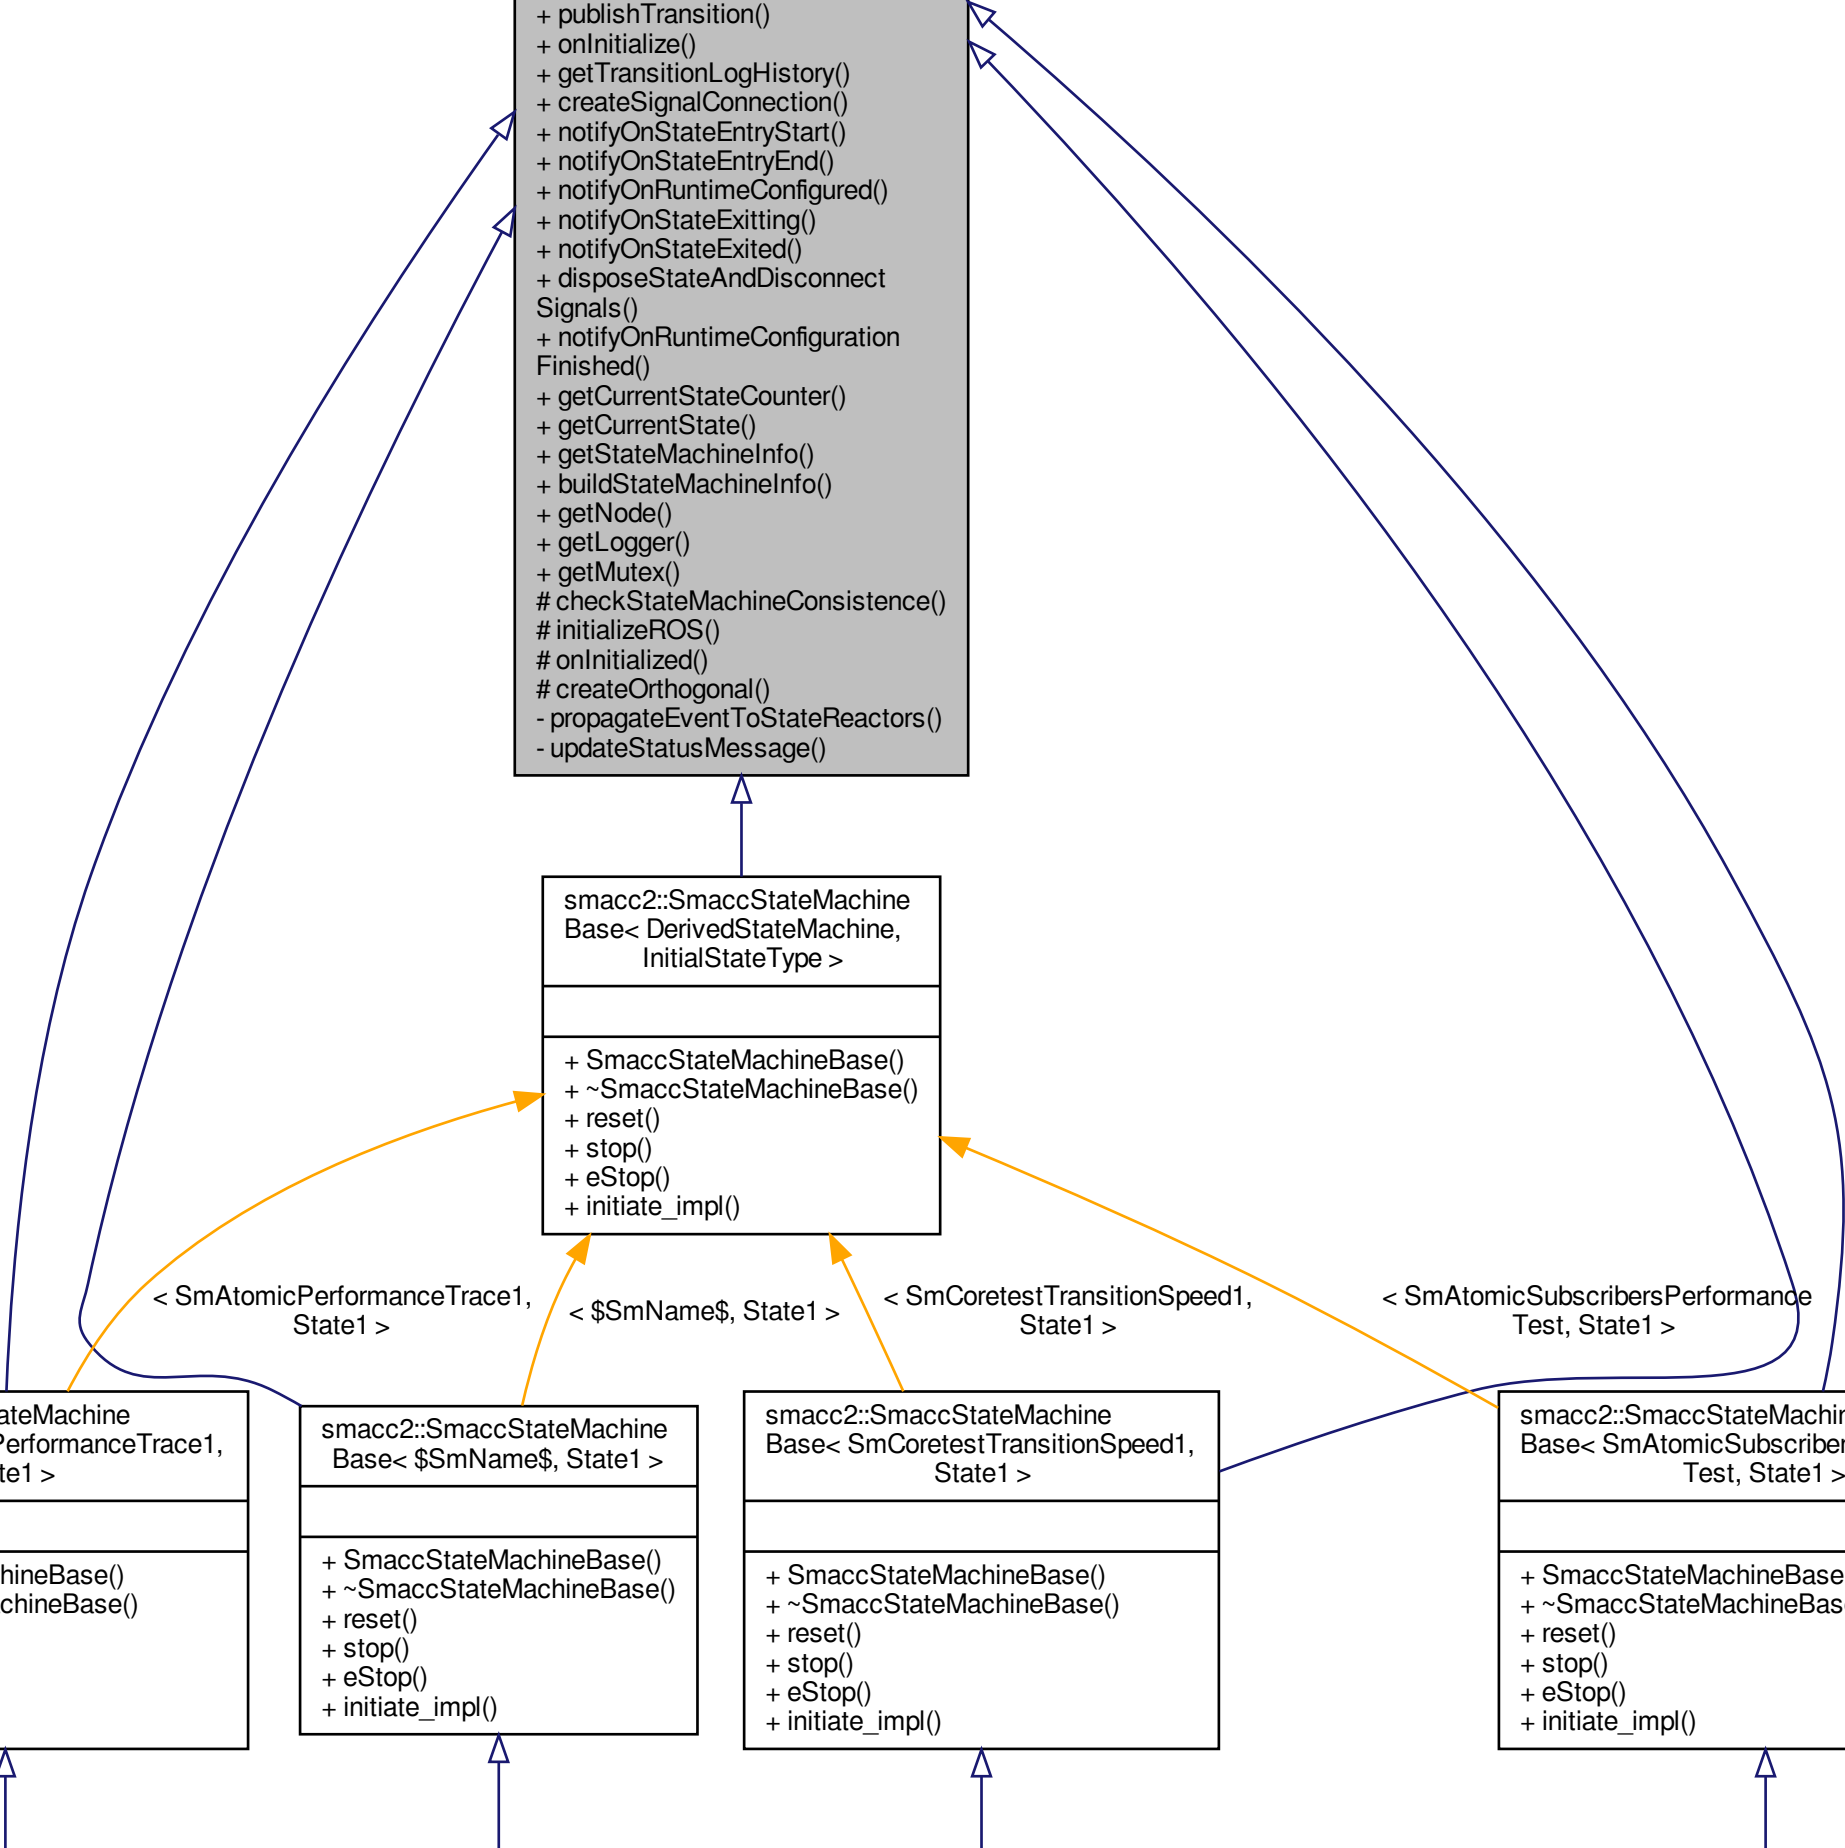 + publishTransition()
+ onInitialize()
+ getTransitionLogHistory()
+ createSignalConnection()
+ notifyOnStateEntryStart()
+ notifyOnStateEntryEnd()
+ notifyOnRuntimeConfigured()
+ notifyOnStateExitting()
+ notifyOnStateExited()
+ disposeStateAndDisconnect
Signals()
+ notifyOnRuntimeConfiguration
Finished()
+ getCurrentStateCounter()
+ getCurrentState()
+ getStateMachineInfo()
+ buildStateMachineInfo()
+ getNode()
+ getLogger()
+ getMutex()
# checkStateMachineConsistence()
# initializeROS()
# onInitialized()
# createOrthogonal()
- propagateEventToStateReactors()
- updateStatusMessage()
smacc2::SmaccStateMachine
Base< DerivedStateMachine,
InitialStateType >
+ SmaccStateMachineBase()
+ ~SmaccStateMachineBase()
+ reset()
+ stop()
+ eStop()
+ initiate_impl()
< SmAtomicPerformanceTrace1,
State1 >
< $SmName$, State1 >
< SmCoretestTransitionSpeed1,
State1 >
< SmAtomicSubscribersPerformance
Test, State1 >
ateMachine
PerformanceTrace1,
te1 >
hineBase()
chineBase()
smacc2::SmaccStateMachine
Base< $SmName$, State1 >
+ SmaccStateMachineBase()
+ ~SmaccStateMachineBase()
+ reset()
+ stop()
+ eStop()
+ initiate_impl()
smacc2::SmaccStateMachine
Base< SmCoretestTransitionSpeed1,
State1 >
+ SmaccStateMachineBase()
+ ~SmaccStateMachineBase()
+ reset()
+ stop()
+ eStop()
+ initiate_impl()
smacc2::SmaccStateMachin
Base< SmAtomicSubscriber
Test, State1 >
+ SmaccStateMachineBase
+ ~SmaccStateMachineBas
+ reset()
+ stop()
+ eStop()
+ initiate_impl()